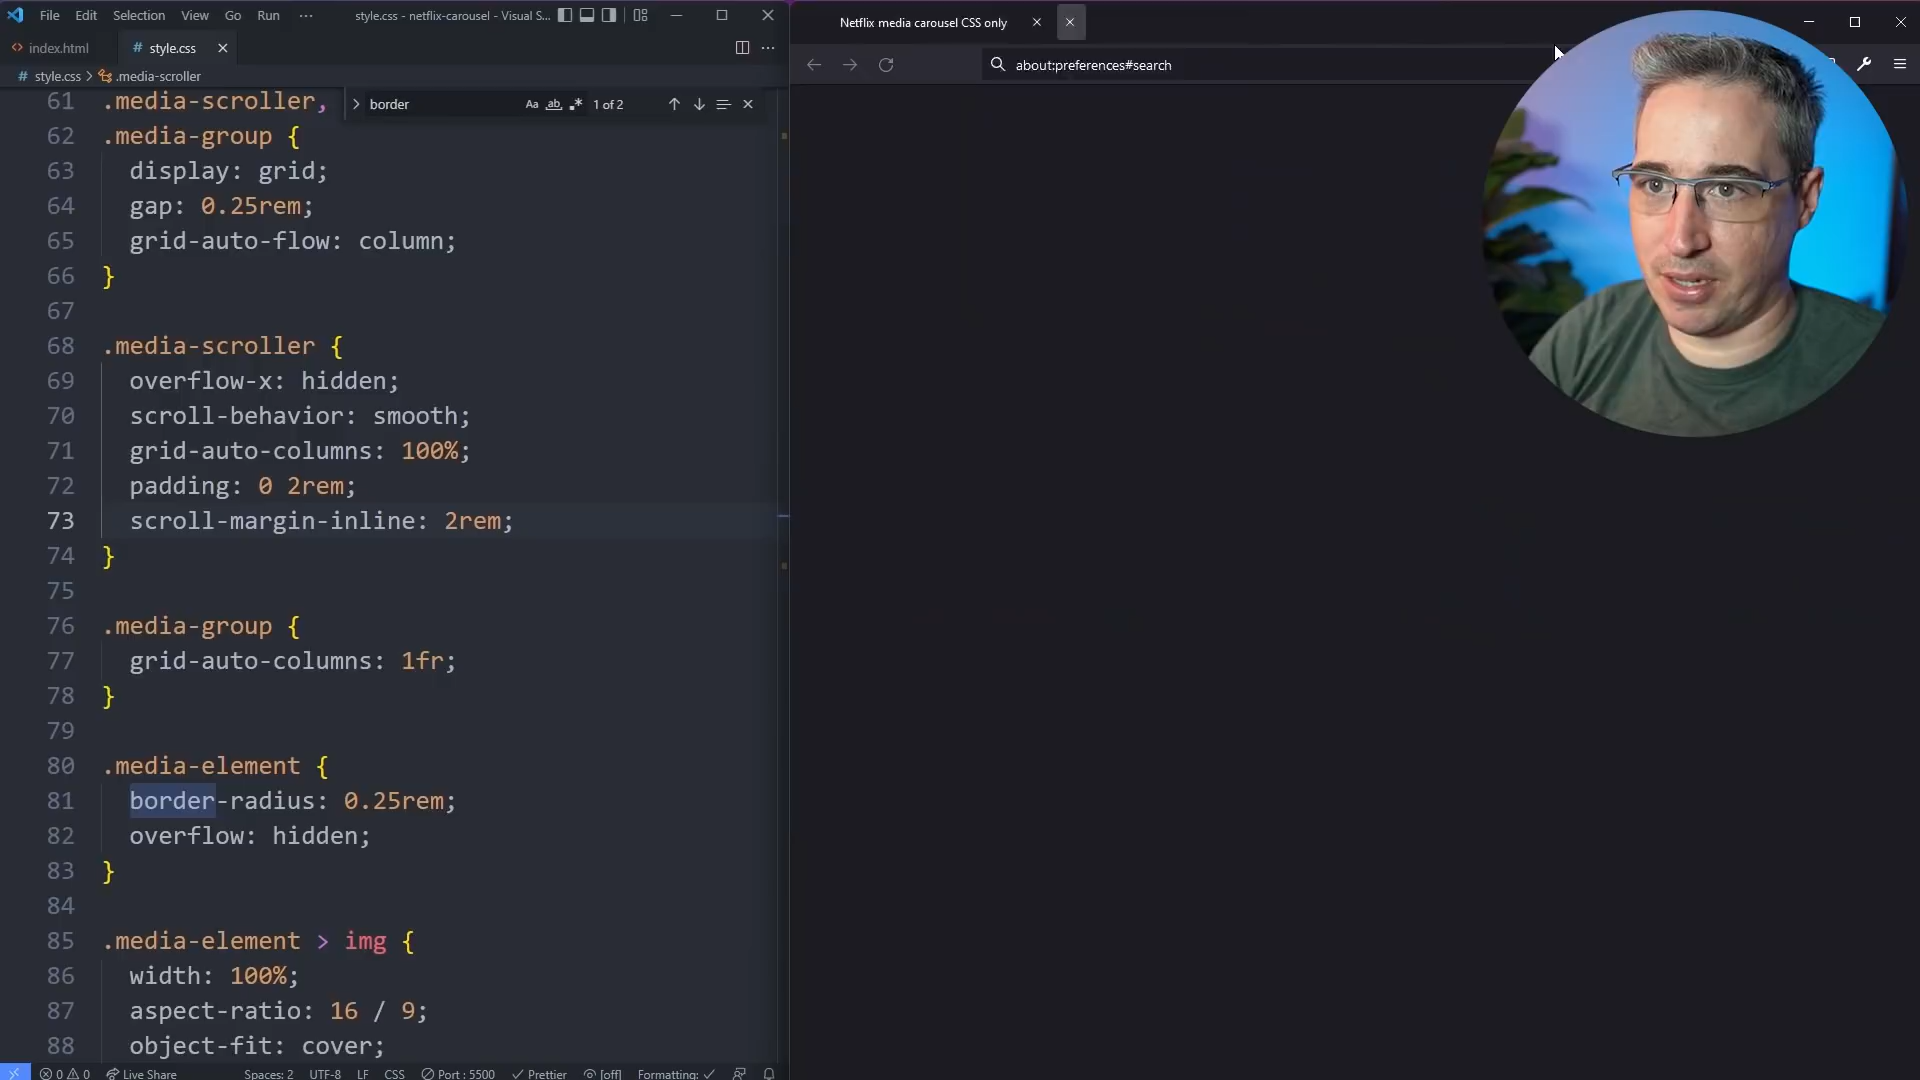 File Edit Selection View Go Run ··· style.css - netflix-carousel - Visual S...
index.html style.css
# style.css > .media-scroller
border Aa ab .* 1 of 2
61 .media-scroller,
62 .media-group {
63 display: grid;
64 gap: 0.25rem;
65 grid-auto-flow: column;
66 }
67
68 .media-scroller {
69 overflow-x: hidden;
70 scroll-behavior: smooth;
71 grid-auto-columns: 100%;
72 padding: 0 2rem;
73 scroll-margin-inline: 2rem;
74 }
75
76 .media-group {
77 grid-auto-columns: 1fr;
78 }
79
80 .media-element {
81 border-radius: 0.25rem;
82 overflow: hidden;
83 }
84
85 .media-element > img {
86 width: 100%;
87 aspect-ratio: 16 / 9;
88 object-fit: cover;
0 0 Live Share Spaces: 2 UTF-8 LF CSS Port : 5500 Prettier [off] Formatting: ✓
Netflix media carousel CSS only
about:preferences#search